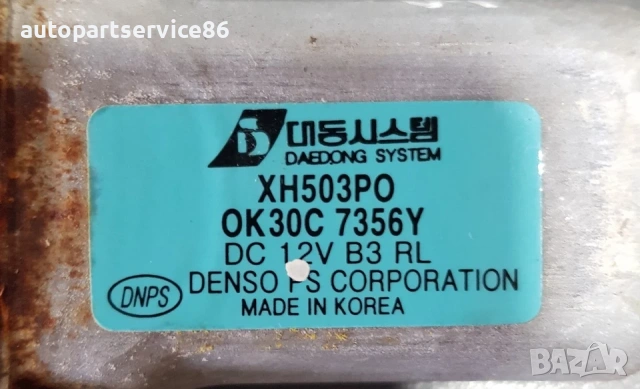 autopartservice86
대동시스템
DAEDONG SYSTEM
XH503PO
OK30C 7356Y
DC 12V B3 RL
DNPS DENSO PS CORPORATION
MADE IN KOREA
BAZAR